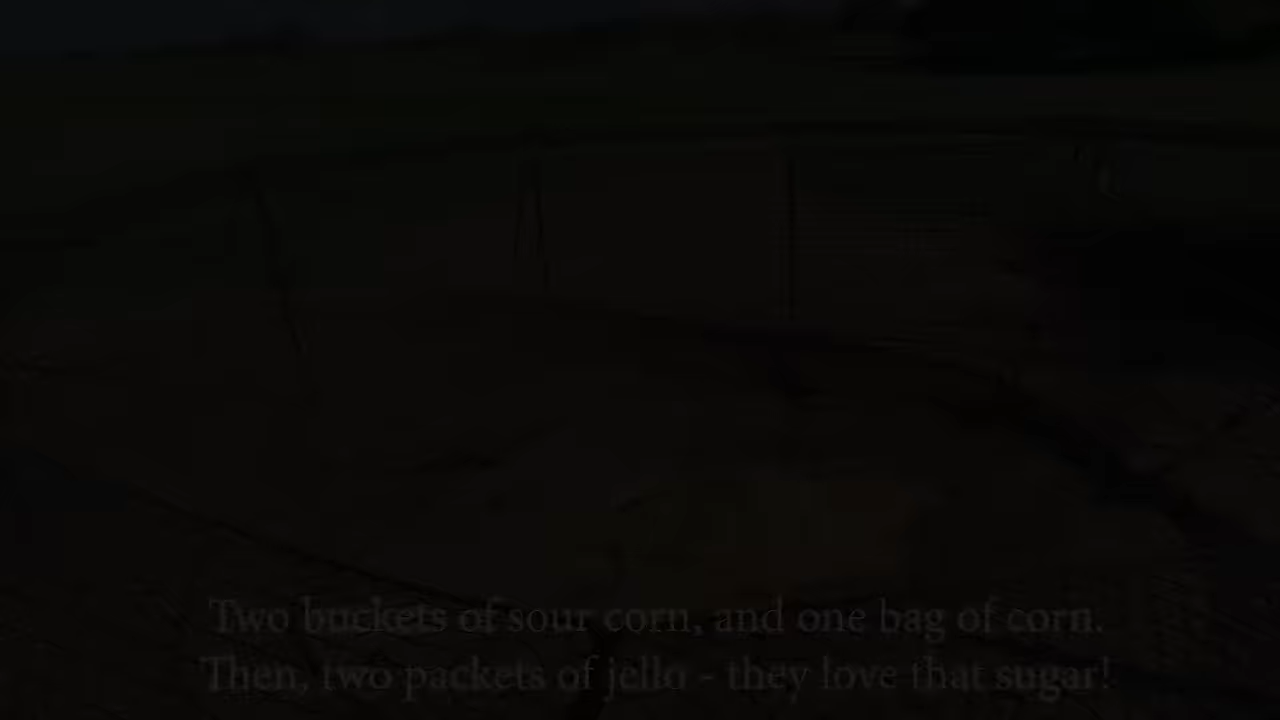 Two buckets of sour corn, and one bag of corn.
Then, two packets of jello - they love that sugar!